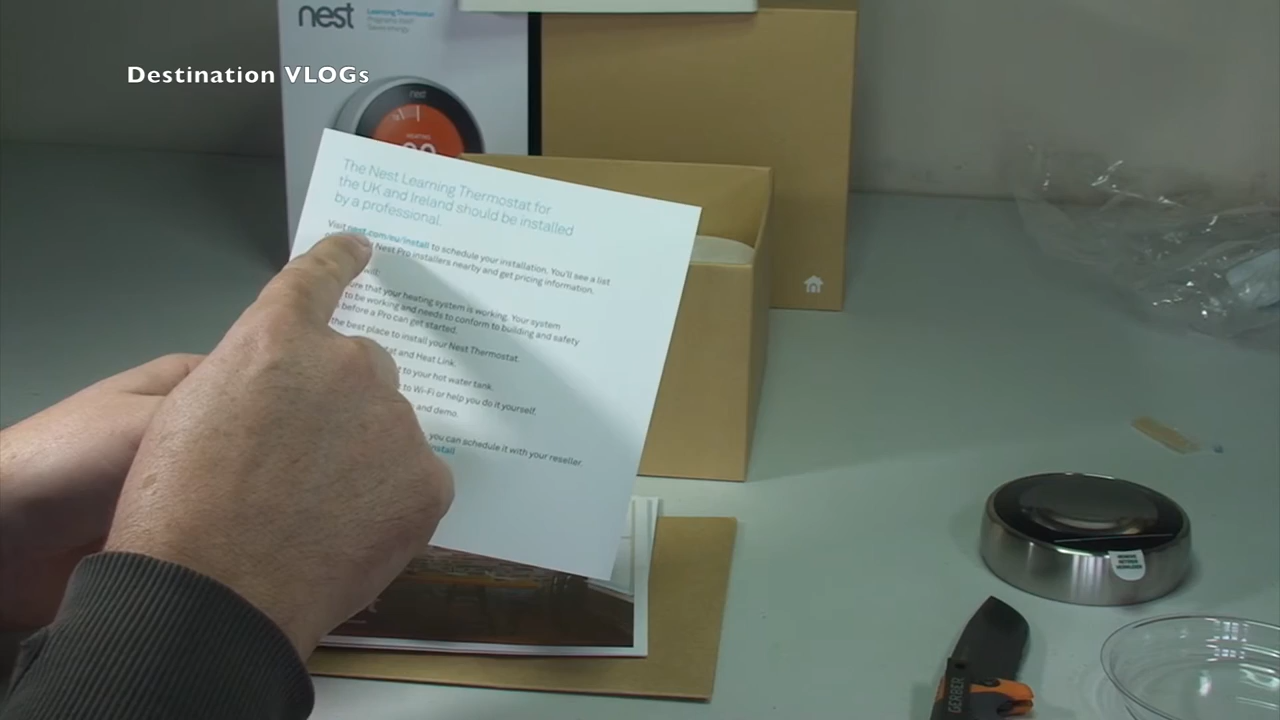 nest
Learning Thermostat
Destination VLOGs
nest
The Nest Learning Thermostat for
the UK and Ireland should be installed
by a professional.
Visit nest.com/eu/install to schedule your installation. You'll see a list
Nest Pro installers nearby and get pricing information.
that your heating system is working. Your system
to be working and needs to conform to building and safety
before a Pro can get started.
the best place to install your Nest Thermostat.
and Heat Link.
to your hot water tank.
to Wi-Fi or help you do it yourself.
and demo.
you can schedule it with your reseller.
GERBER